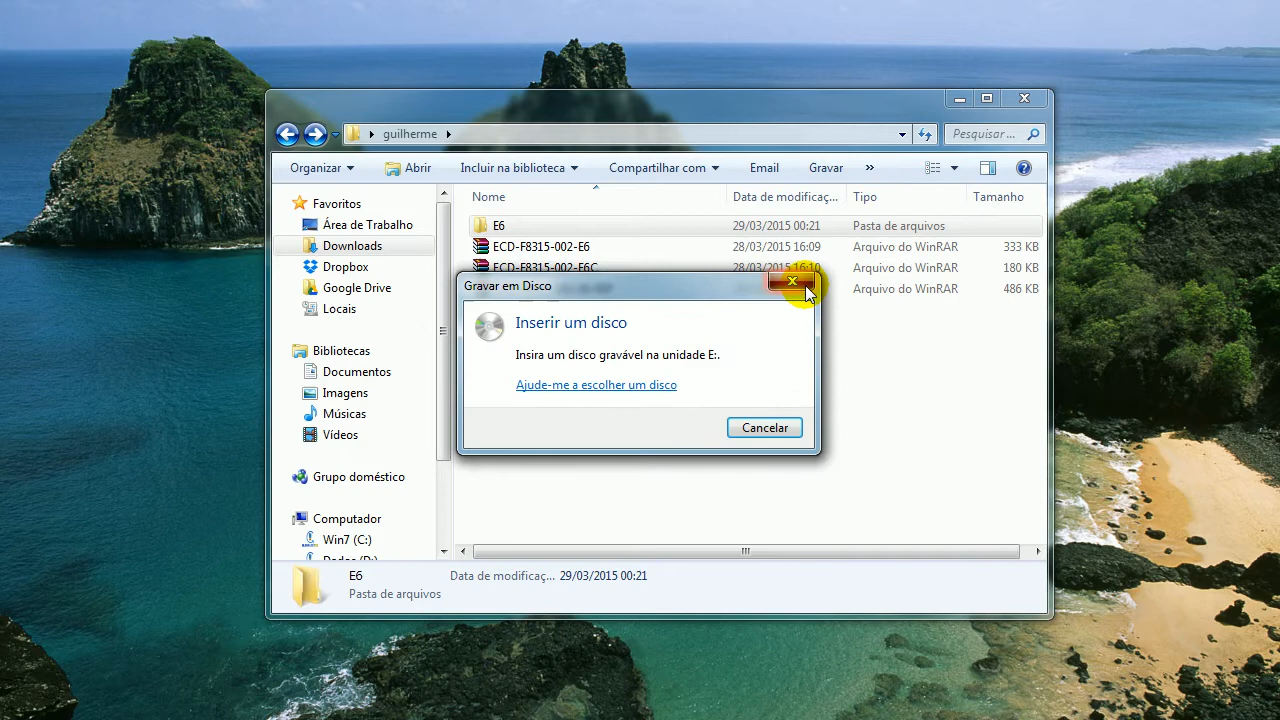 guilherme
Pesquisar ...
Organizar
Abrir
Incluir na biblioteca
Compartilhar com
Email
Gravar
»
Nome
Data de modificaç...
Tipo
Tamanho
Favoritos
Área de Trabalho
Downloads
Dropbox
Google Drive
Locais
Bibliotecas
Documentos
Imagens
Músicas
Vídeos
Grupo doméstico
Computador
Win7 (C:)
Dados (D:)
E6
29/03/2015 00:21
Pasta de arquivos
ECD-F8315-002-E6
28/03/2015 16:09
Arquivo do WinRAR
333 KB
ECD-F8315-002-E6C
28/03/2015 16:10
Arquivo do WinRAR
180 KB
Arquivo do WinRAR
486 KB
Gravar em Disco
Inserir um disco
Insira um disco gravável na unidade E:.
Ajude-me a escolher um disco
Cancelar
E6
Data de modificaç... 29/03/2015 00:21
Pasta de arquivos